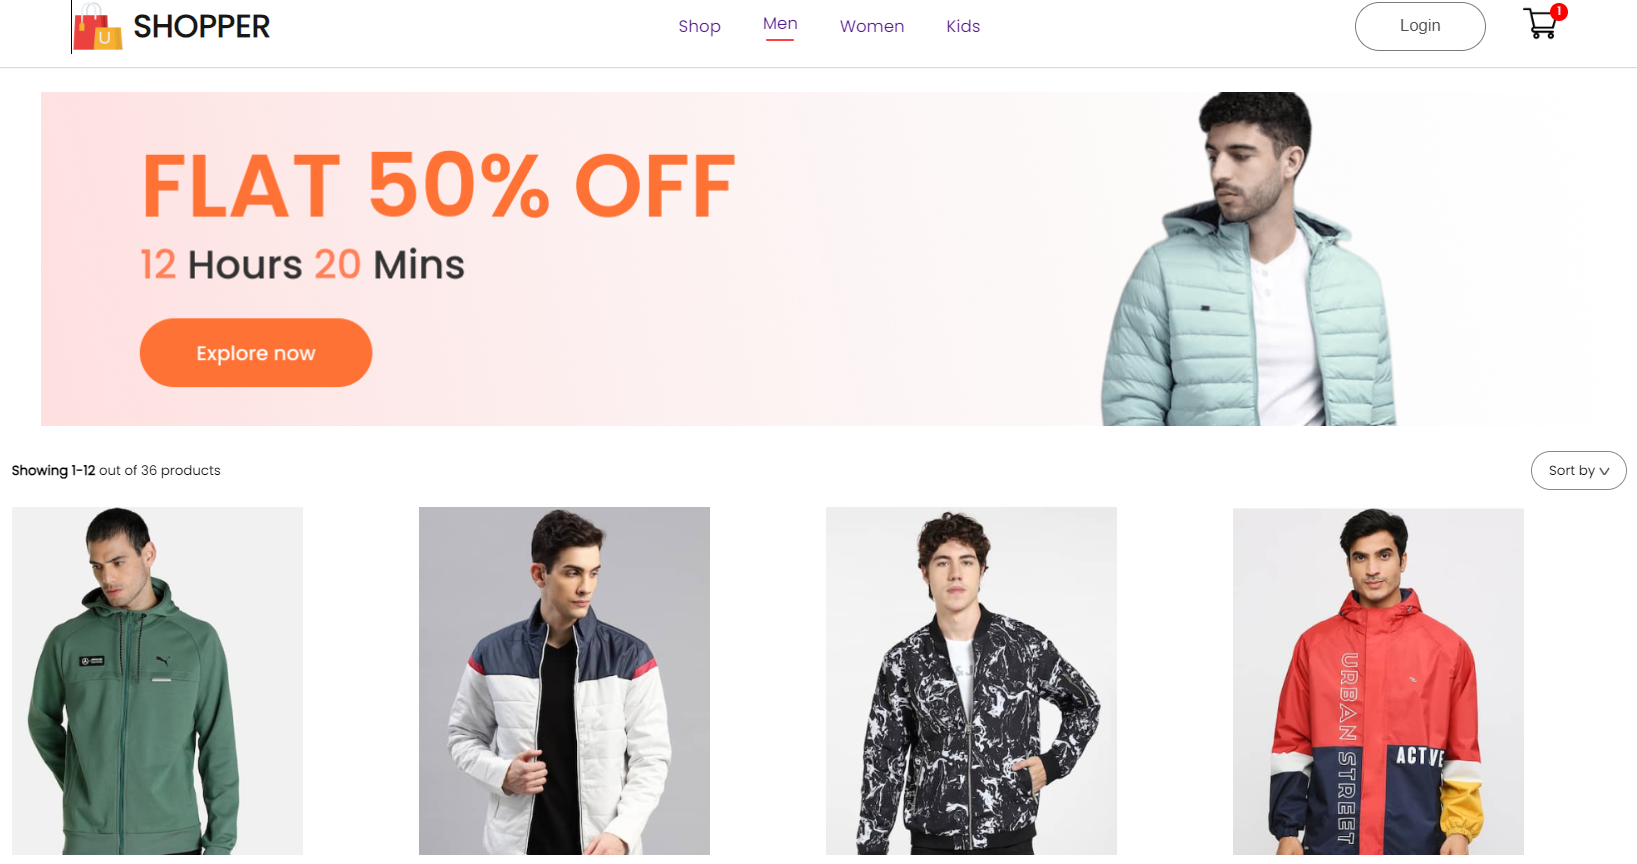 U
SHOPPER
Shop Men Women Kids
Login
1
FLAT 50% OFF
12 Hours 20 Mins
Explore now
Showing 1-12 out of 36 products
Sort by
URBAN STREET
ACTVE